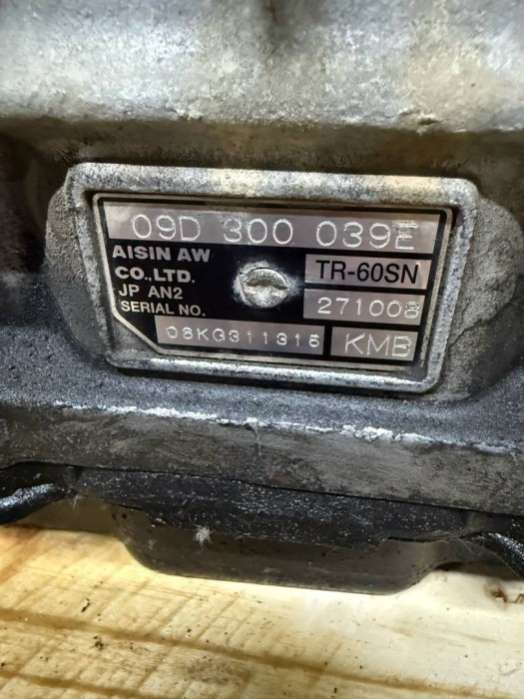 09D 300 039E
AISIN AW
CO.,LTD.
JP AN2
SERIAL NO.
TR-60SN
271008
08KG311316
KMB